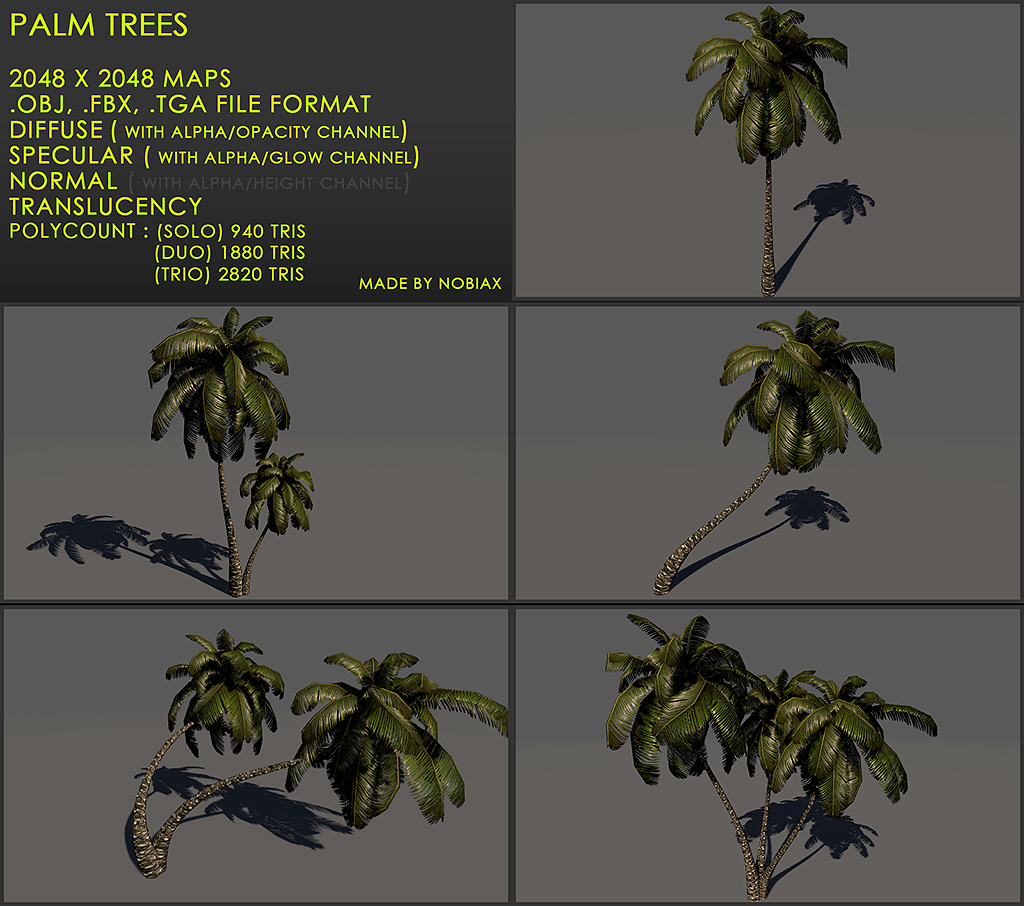 PALM TREES
2048 X 2048 MAPS
.OBJ, .FBX, .TGA FILE FORMAT
DIFFUSE ( WITH ALPHA/OPACITY CHANNEL)
SPECULAR ( WITH ALPHA/GLOW CHANNEL)
NORMAL ( WITH ALPHA/HEIGHT CHANNEL)
TRANSLUCENCY
POLYCOUNT : (SOLO) 940 TRIS
(DUO) 1880 TRIS
(TRIO) 2820 TRIS
MADE BY NOBIAX